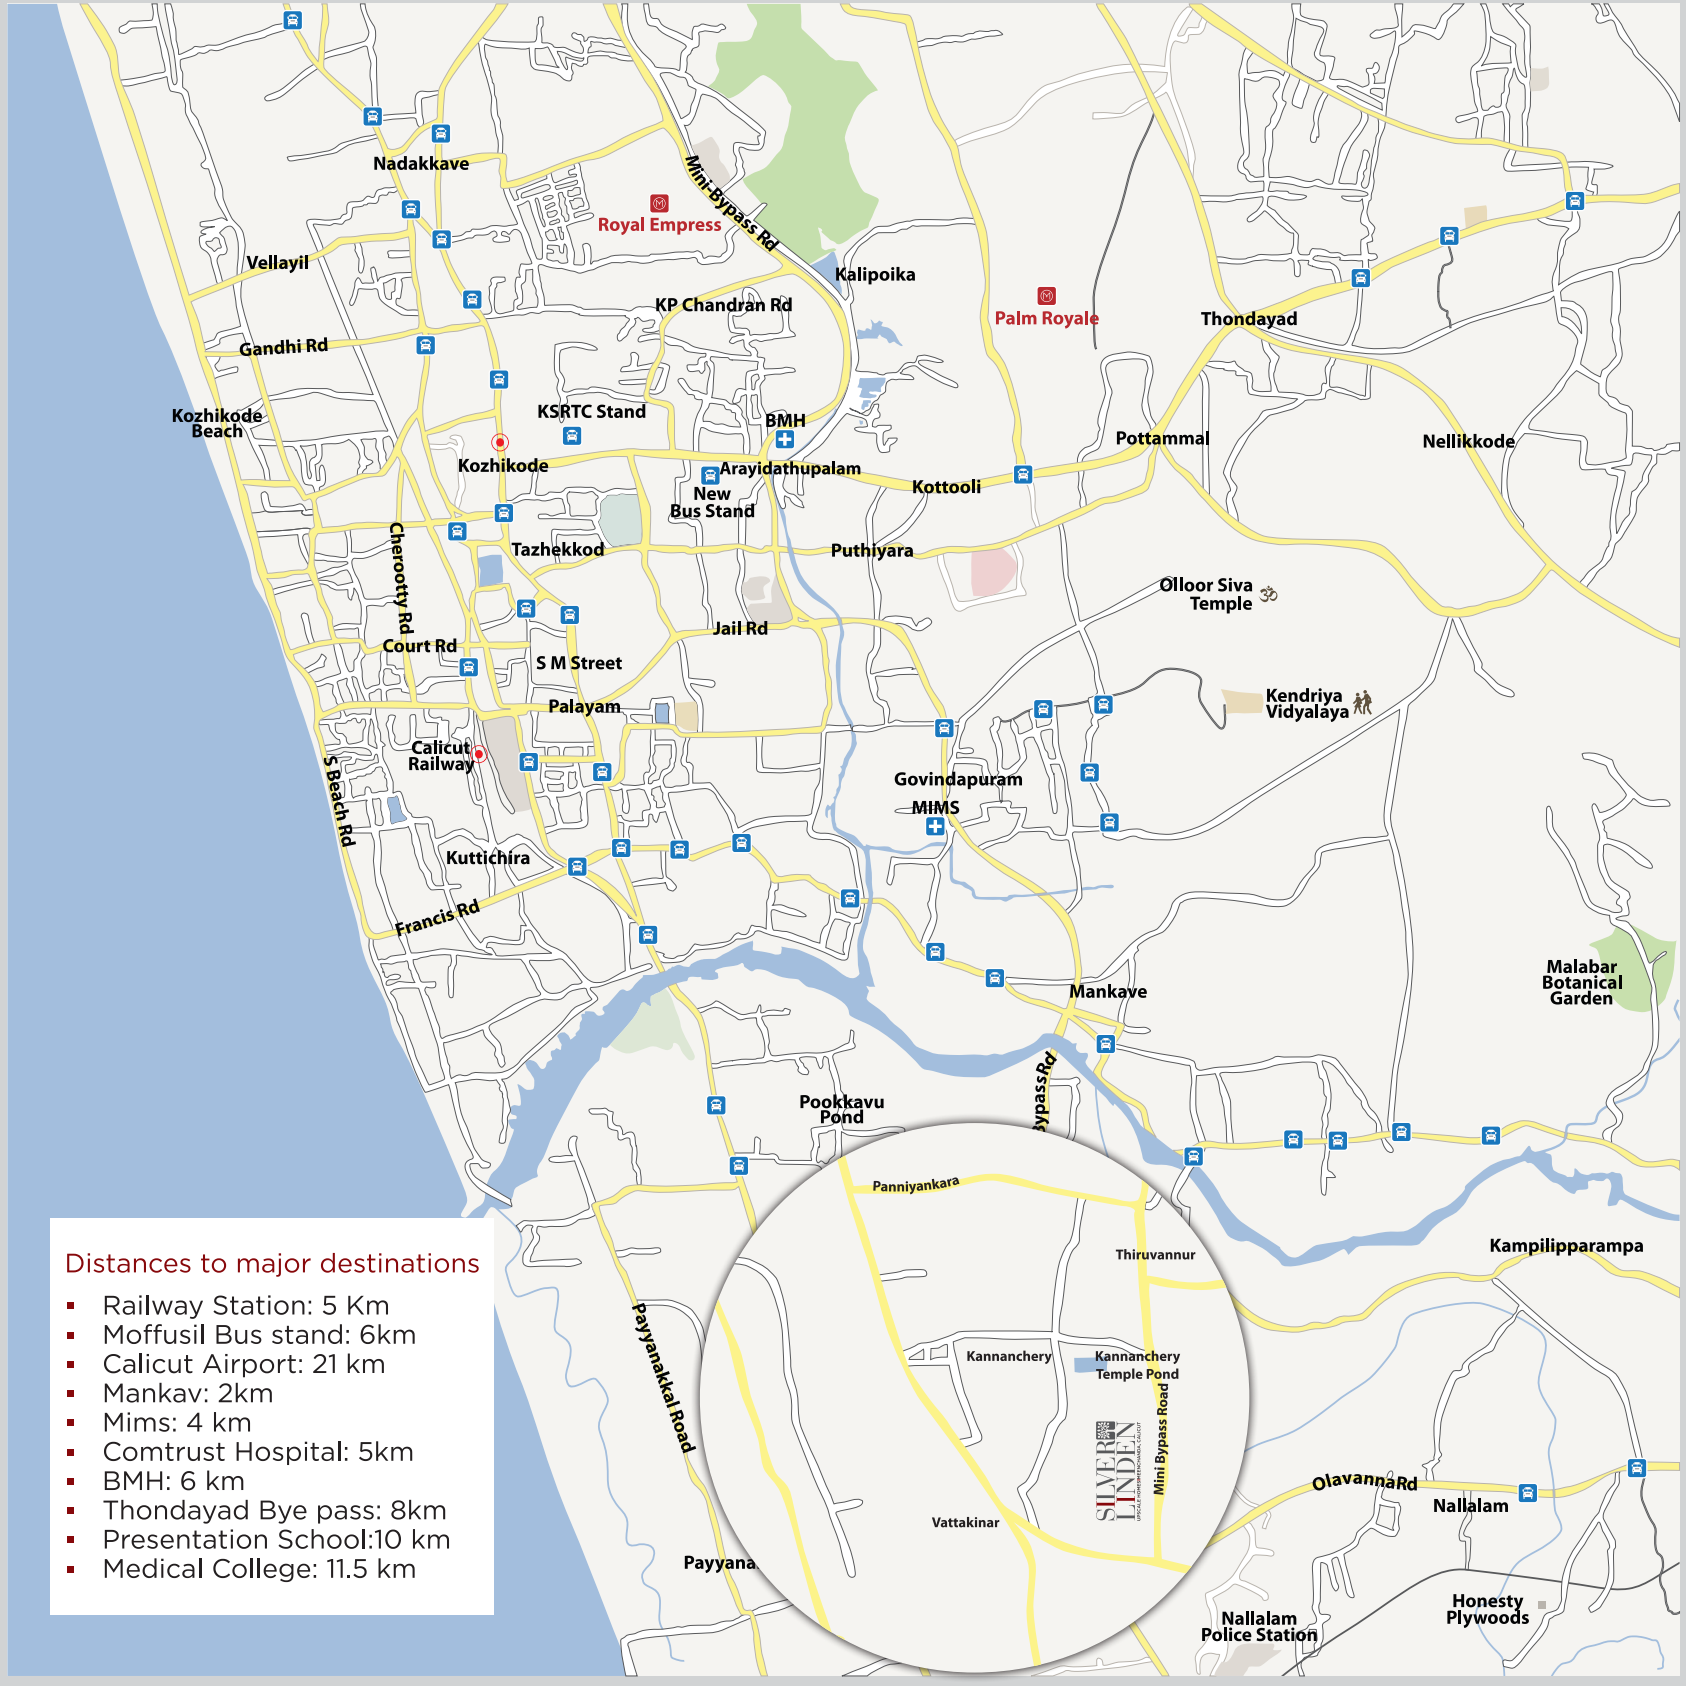 Nadakkave
Mini-Bypass Rd
Royal Empress
Vellayil
Kalipoika
KP Chandran Rd
Palm Royale
Thondayad
Gandhi Rd
Kozhikode
Beach
KSRTC Stand
BMH
Pottammal
Nellikkode
Kozhikode
Arayidathupalam
New
Bus Stand
Kottooli
Cherootty Rd
Tazhekkod
Puthiyara
Olloor Siva
Temple
ॐ
Jail Rd
Court Rd
S M Street
Palayam
Kendriya
Vidyalaya
Calicut
Railway
S Beach Rd
Govindapuram
MIMS
Kuttichira
Francis Rd
Malabar
Botanical
Garden
Mankave
BypassRd
Pookkavu
Pond
Panniyankara
Thiruvannur
Kampilipparampa
Distances to major destinations
▪ Railway Station: 5 Km
▪ Moffusil Bus stand: 6km
▪ Calicut Airport: 21 km
▪ Mankav: 2km
▪ Mims: 4 km
▪ Comtrust Hospital: 5km
▪ BMH: 6 km
▪ Thondayad Bye pass: 8km
▪ Presentation School:10 km
▪ Medical College: 11.5 km
Payyanakkal Road
Kannanchery
Kannanchery
Temple Pond
Mini Bypass Road
SILVER
LINDEN
Vattakinar
OlavannaRd
Nallalam
Payyana
Honesty
Plywoods
Nallalam
Police Station